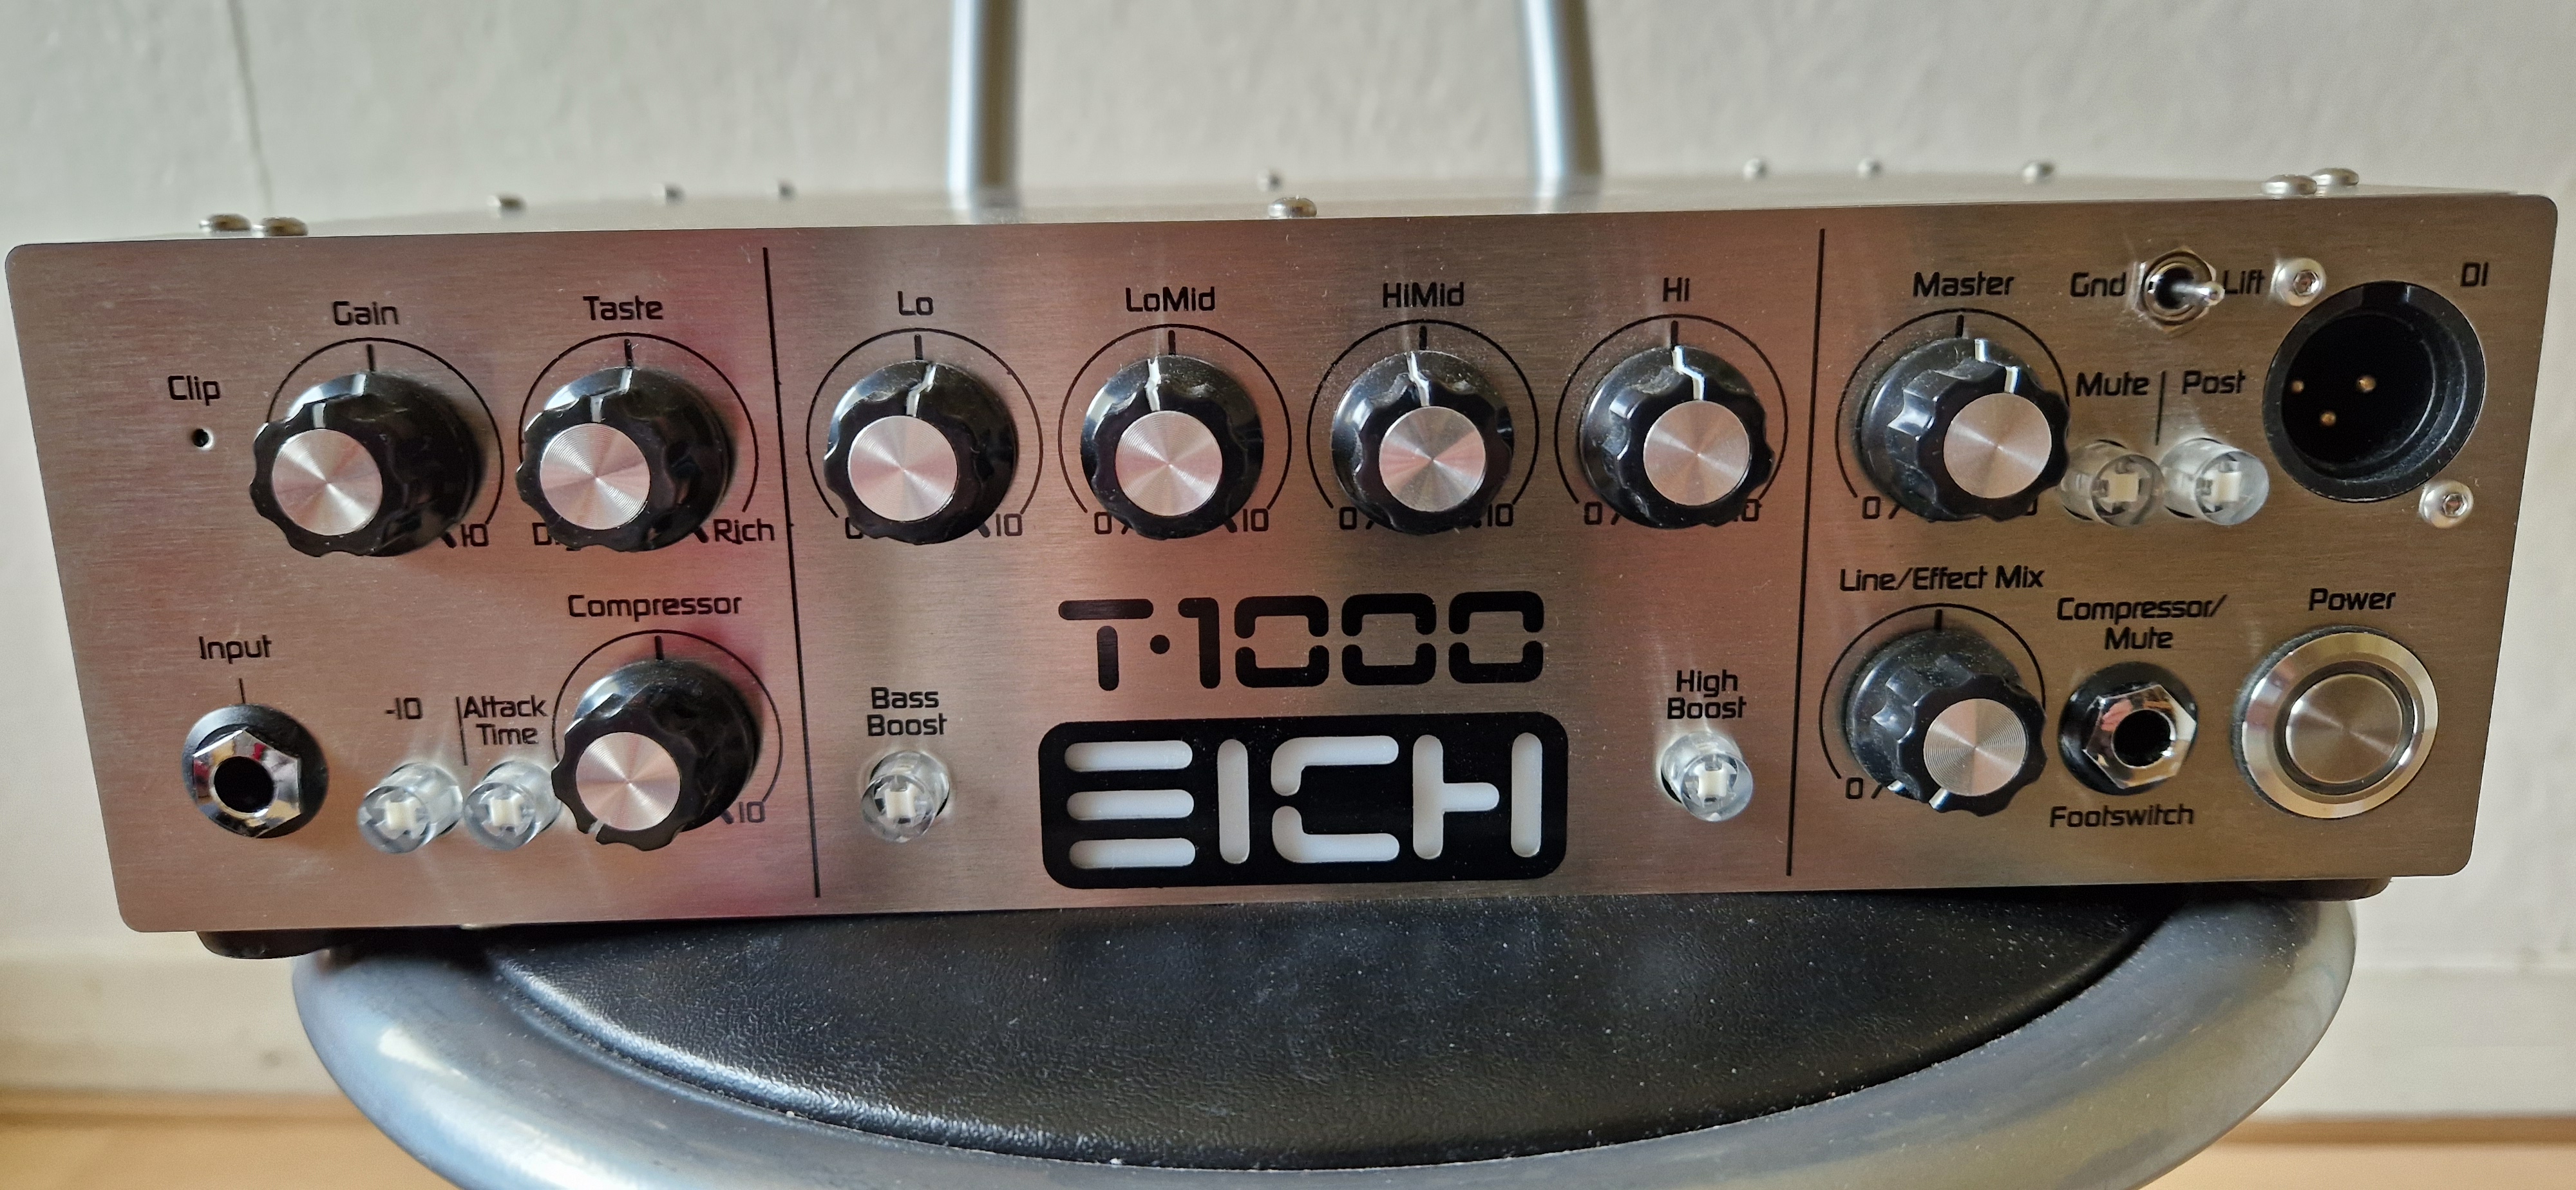 Gain
Taste
Lo
LoMid
HiMid
Hi
Master
Gnd
Lift
DI
Clip
Mute
Post
10
Rich
10
0
10
0
10
0
0
Compressor
Input
-10
Attack
Time
10
Bass
Boost
T·1000
EICH
High
Boost
Line/Effect Mix
0
Compressor/
Mute
Footswitch
Power